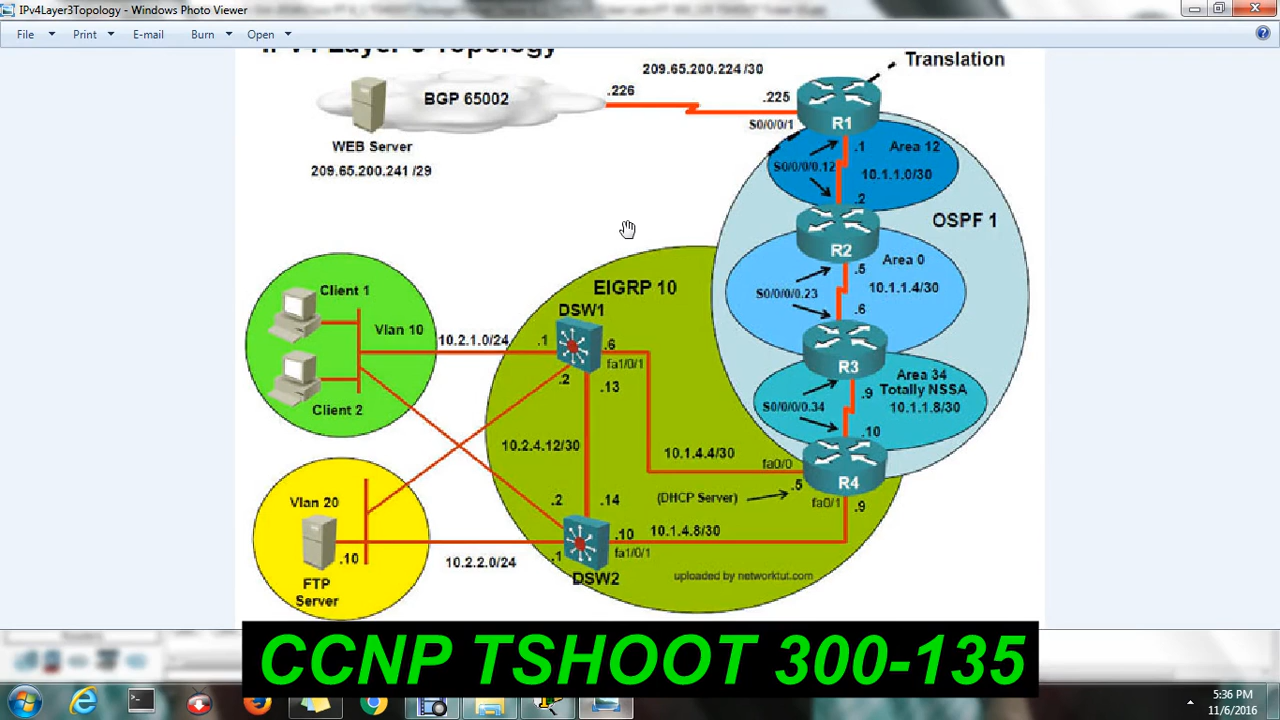 IPv4Layer3Topology - Windows Photo Viewer
File Print E-mail Burn Open
IPv4 Layer 3 Topology
209.65.200.224 /30
Translation
.226
.225
BGP 65002
S0/0/0/1
R1
WEB Server
209.65.200.241 /29
.1
Area 12
S0/0/0/0.12
10.1.1.0/30
.2
OSPF 1
R2
.5
Area 0
S0/0/0/0.23
10.1.1.4/30
.6
R3
Area 34
Totally NSSA
.9
10.1.1.8/30
S0/0/0/0.34
.10
R4
EIGRP 10
DSW1
Client 1
Vlan 10
10.2.1.0/24
.1
.6
fa1/0/1
.2
.13
Client 2
10.2.4.12/30
10.1.4.4/30
fa0/0
.5
(DHCP Server)
fa0/1
.9
Vlan 20
.2
.14
.10
10.1.4.8/30
fa1/0/1
.10
10.2.2.0/24
.1
DSW2
FTP
Server
uploaded by networktut.com
CCNP TSHOOT 300-135
5:36 PM
11/6/2016